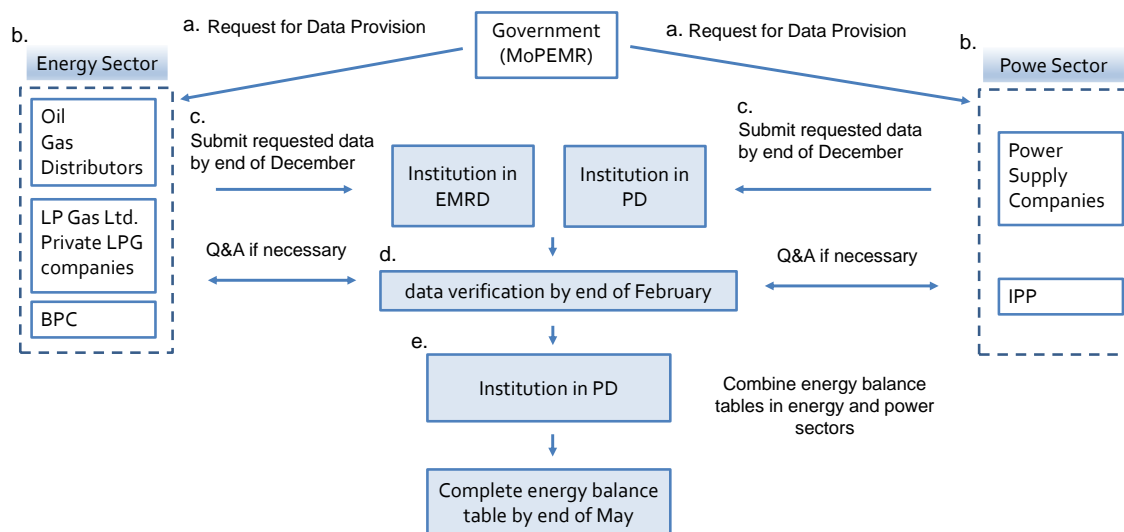 a. Request for Data Provision
Government
(MoPEMR)
a. Request for Data Provision
b.
Energy Sector
b.
Powe Sector
Oil
Gas
Distributors
LP Gas Ltd.
Private LPG
companies
BPC
c.
Submit requested data
by end of December
Institution in
EMRD
Institution in
PD
c.
Submit requested data
by end of December
Power
Supply
Companies
IPP
Q&A if necessary
d.
data verification by end of February
Q&A if necessary
e.
Institution in PD
Combine energy balance
tables in energy and power
sectors
Complete energy balance
table by end of May